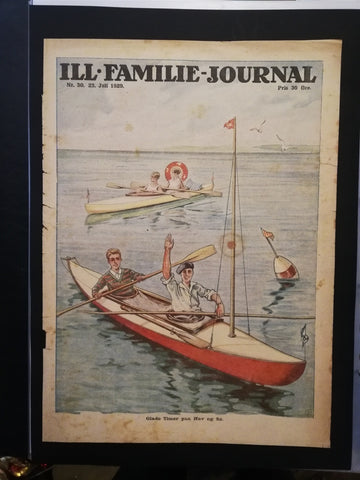 ILL·FAMILIE-JOURNAL
Nr. 30. 23. Juli 1929. Pris 30 Øre.
Glade Timer paa Hav og Sø.